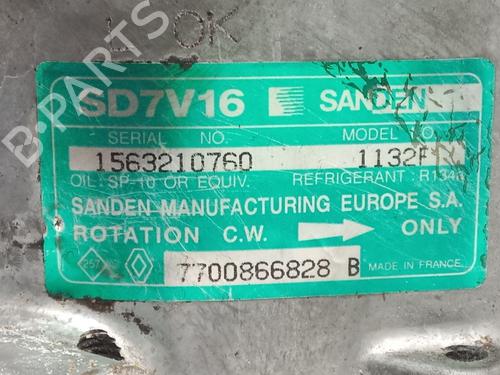 OK
SD7V16 SANDEN
SERIAL NO. MODEL NO.
1563210760 1132F
OIL: SP-10 OR EQUIV. REFRIGERANT: R134a
SANDEN MANUFACTURING EUROPE S.A.
ROTATION C.W. ONLY
7700866828 B MADE IN FRANCE
B-PARTS